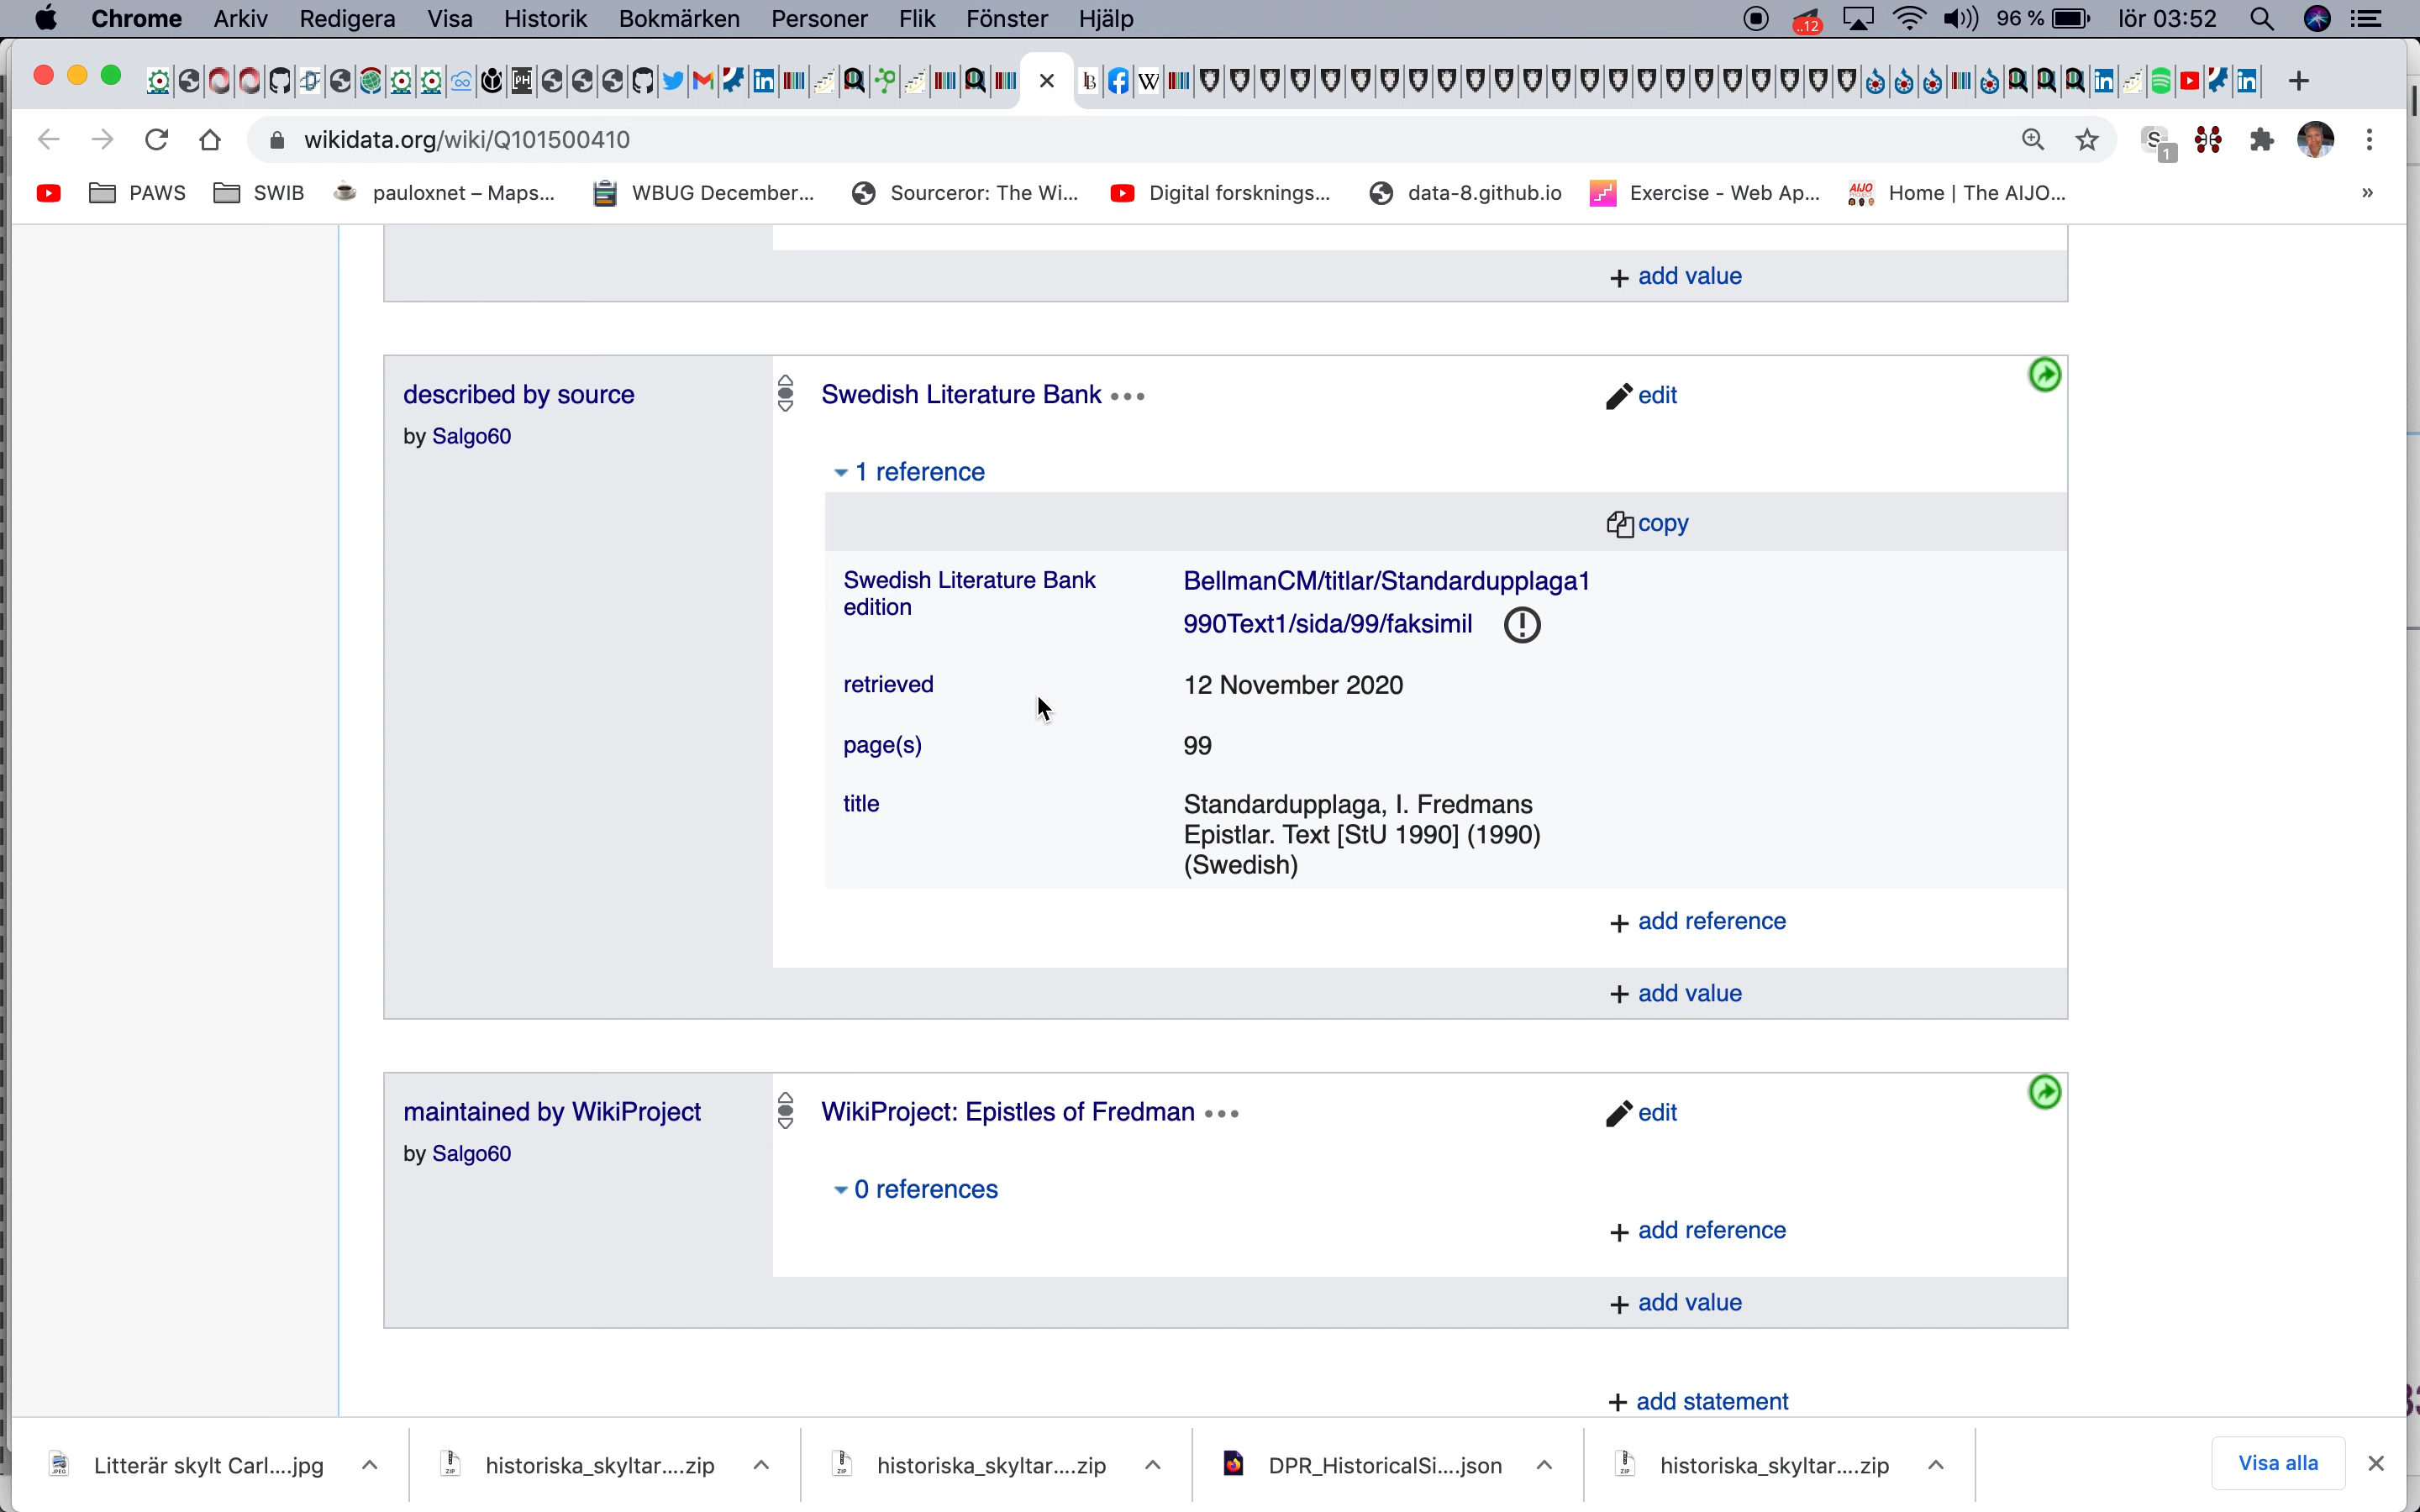 Chrome Arkiv Redigera Visa Historik Bokmärken Personer Flik Fönster Hjälp ..12 96 % lör 03:52
wikidata.org/wiki/Q101500410
PAWS SWIB pauloxnet – Maps... WBUG December... Sourceror: The Wi... Digital forsknings... data-8.github.io Exercise - Web Ap... Home | The AIJO... »
+ add value
described by source
by Salgo60
Swedish Literature Bank
edit
1 reference
copy
Swedish Literature Bank edition
BellmanCM/titlar/Standardupplaga1
990Text1/sida/99/faksimil
retrieved 12 November 2020
page(s) 99
title
Standardupplaga, I. Fredmans
Epistlar. Text [StU 1990] (1990)
(Swedish)
+ add reference
+ add value
maintained by WikiProject
by Salgo60
WikiProject: Epistles of Fredman
edit
0 references
+ add reference
+ add value
+ add statement
Litterär skylt Carl....jpg historiska_skyltar....zip historiska_skyltar....zip DPR_HistoricalSi....json historiska_skyltar....zip Visa alla